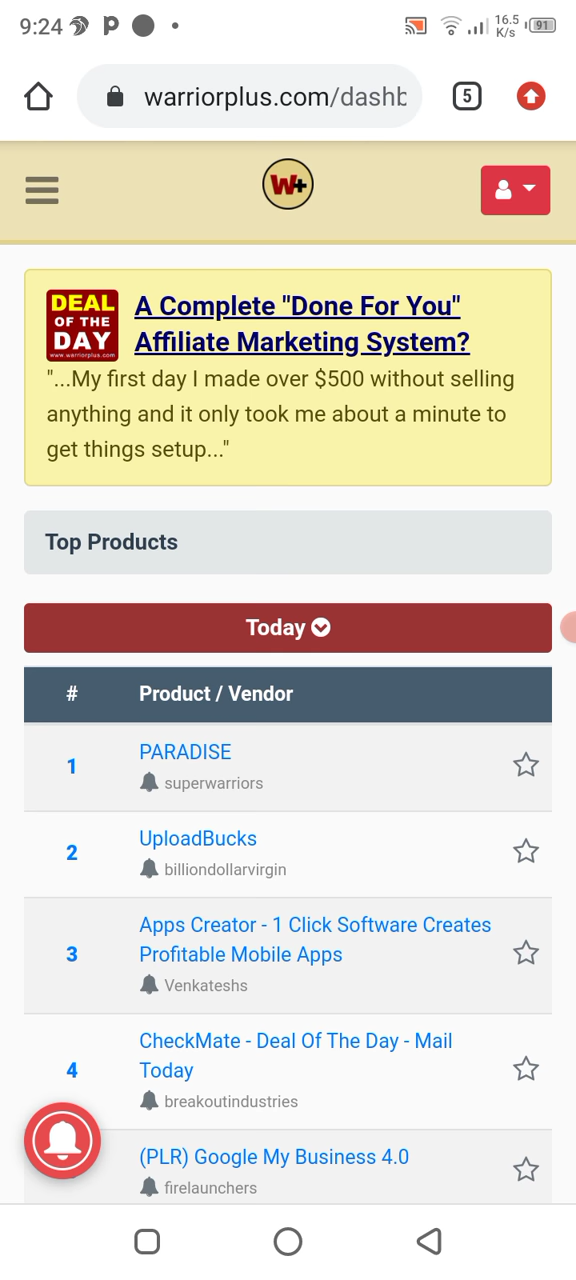 9:24
16.5
K/s
91
warriorplus.com/dashb
5
W+
DEAL
OF THE
DAY
www.warriorplus.com
A Complete "Done For You"
Affiliate Marketing System?
"...My first day I made over $500 without selling
anything and it only took me about a minute to
get things setup..."
Top Products
Today
# Product / Vendor
1 PARADISE
superwarriors
2 UploadBucks
billiondollarvirgin
Apps Creator - 1 Click Software Creates
3 Profitable Mobile Apps
Venkateshs
CheckMate - Deal Of The Day - Mail
4 Today
breakoutindustries
(PLR) Google My Business 4.0
firelaunchers